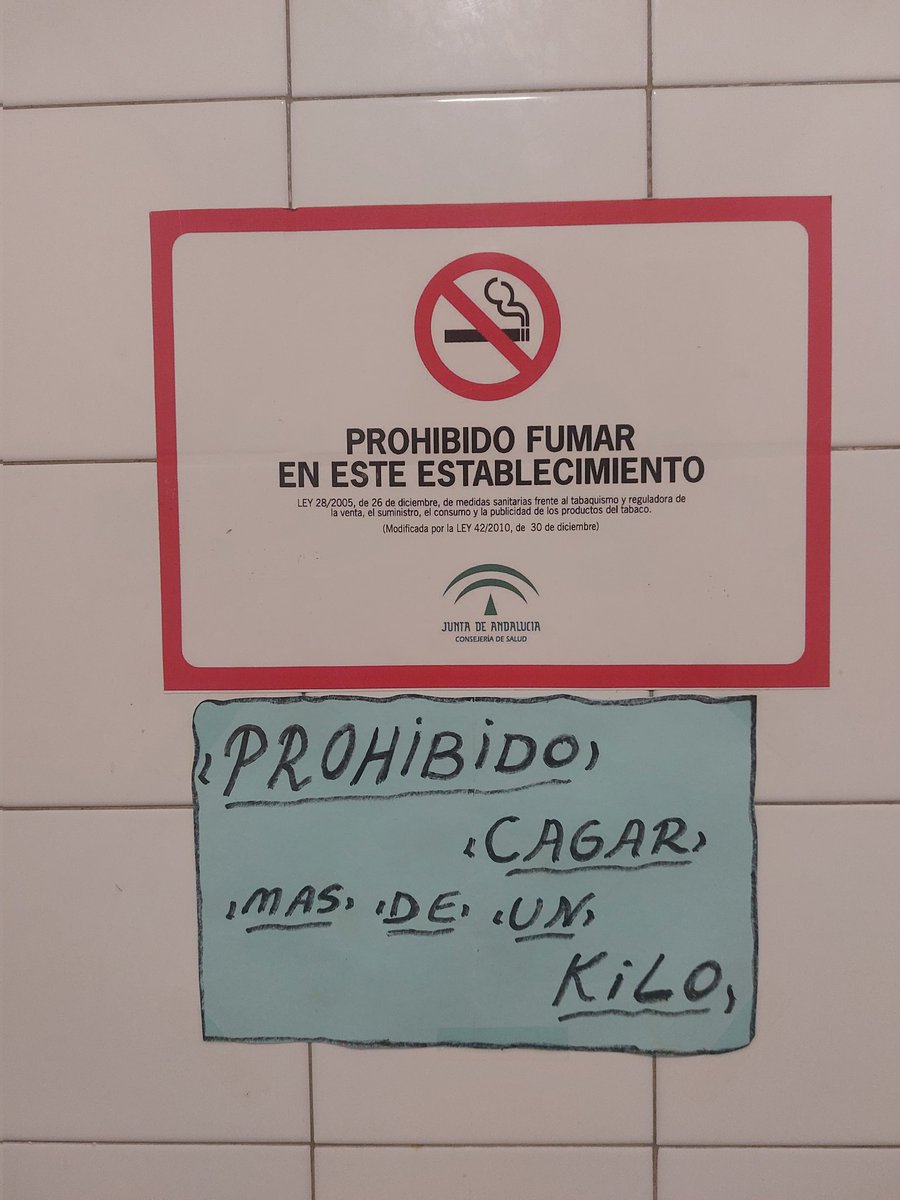 PROHIBIDO FUMAR
EN ESTE ESTABLECIMIENTO
LEY 28/2005, de 26 de diciembre, de medidas sanitarias frente al tabaquismo y reguladora de
la venta, el suministro, el consumo y la publicidad de los productos del tabaco.
(Modificada por la LEY 42/2010, de 30 de diciembre)
JUNTA DE ANDALUCIA
CONSEJERÍA DE SALUD
PROHiBiDO,
CAGAR,
MAS, DE, UN,
KiLO,